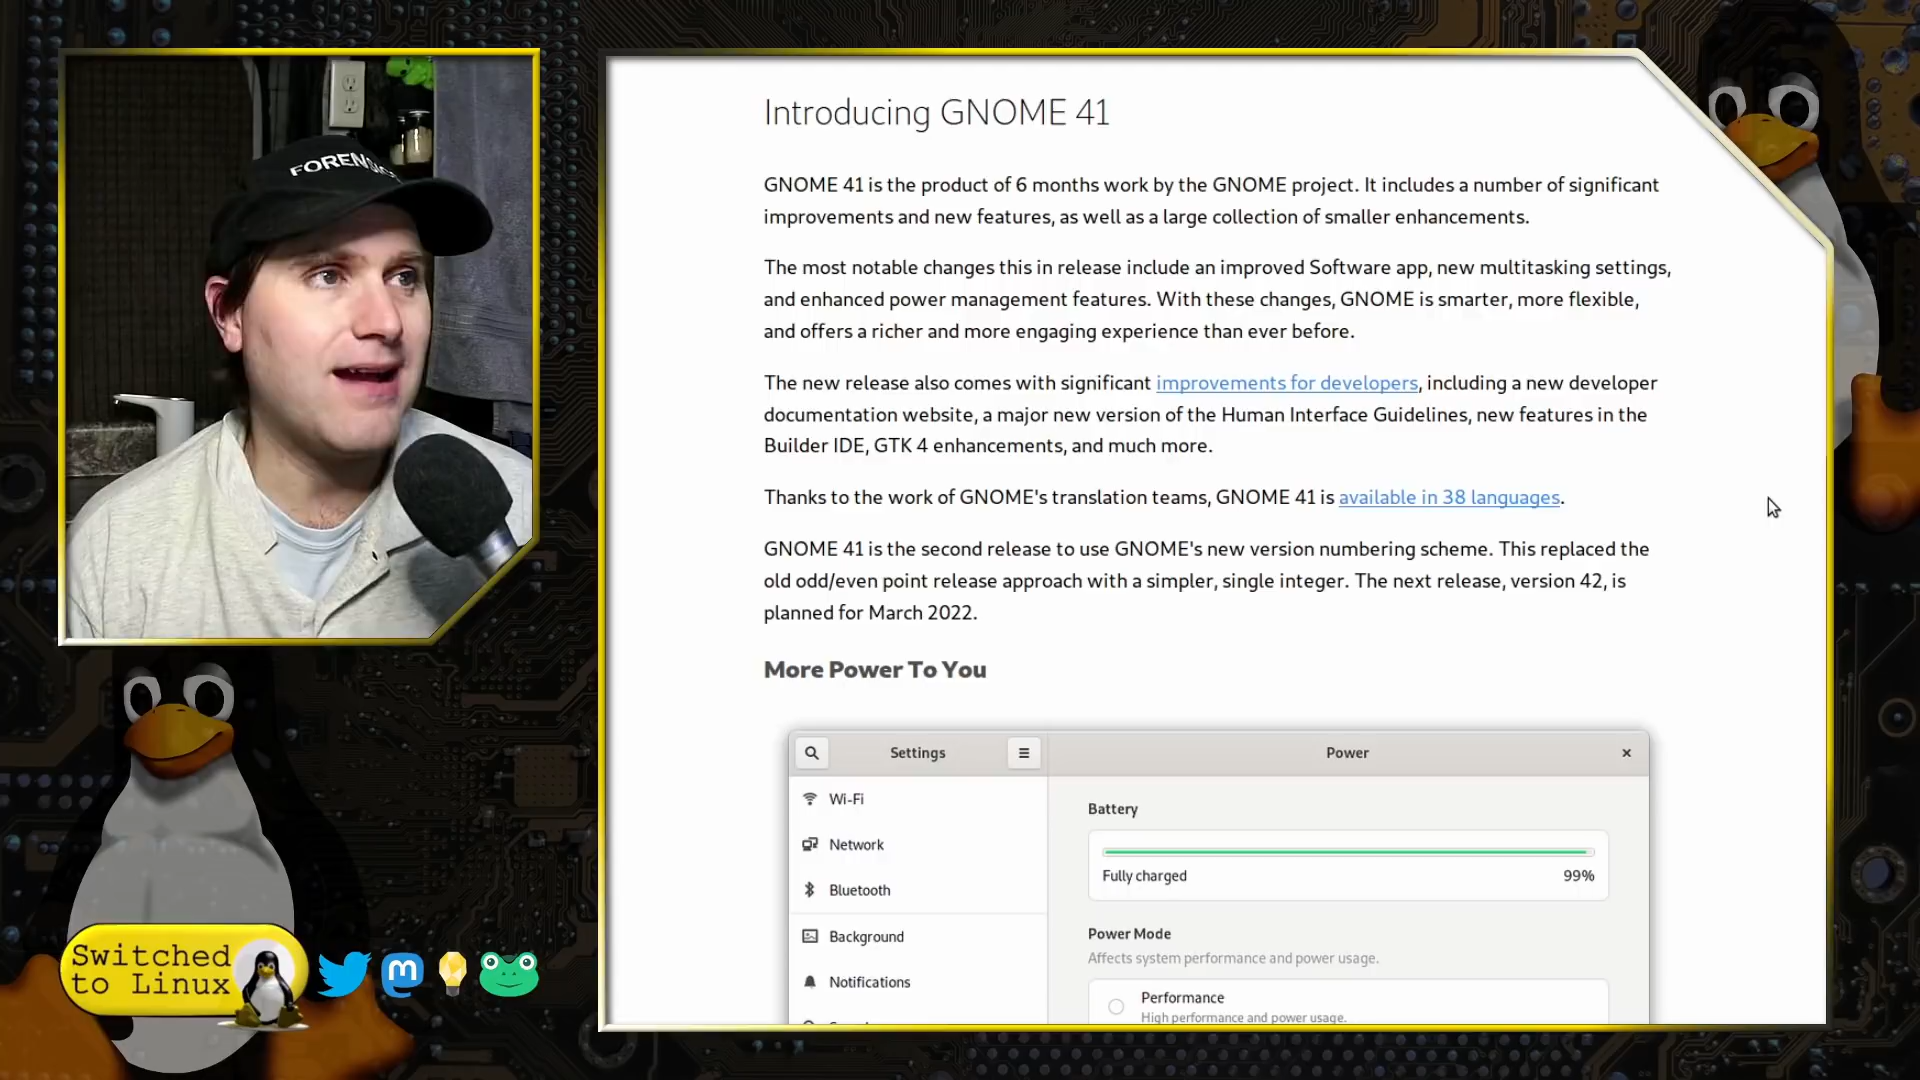 FORENSIC
Introducing GNOME 41
GNOME 41 is the product of 6 months work by the GNOME project. It includes a number of significant
improvements and new features, as well as a large collection of smaller enhancements.
The most notable changes this in release include an improved Software app, new multitasking settings,
and enhanced power management features. With these changes, GNOME is smarter, more flexible,
and offers a richer and more engaging experience than ever before.
The new release also comes with significant improvements for developers, including a new developer
documentation website, a major new version of the Human Interface Guidelines, new features in the
Builder IDE, GTK 4 enhancements, and much more.
Thanks to the work of GNOME's translation teams, GNOME 41 is available in 38 languages.
GNOME 41 is the second release to use GNOME's new version numbering scheme. This replaced the
old odd/even point release approach with a simpler, single integer. The next release, version 42, is
planned for March 2022.
More Power To You
Settings
Power
Wi-Fi
Network
Bluetooth
Background
Notifications
Battery
Fully charged 99%
Power Mode
Affects system performance and power usage.
Performance
High performance and power usage.
Switched
to Linux
m